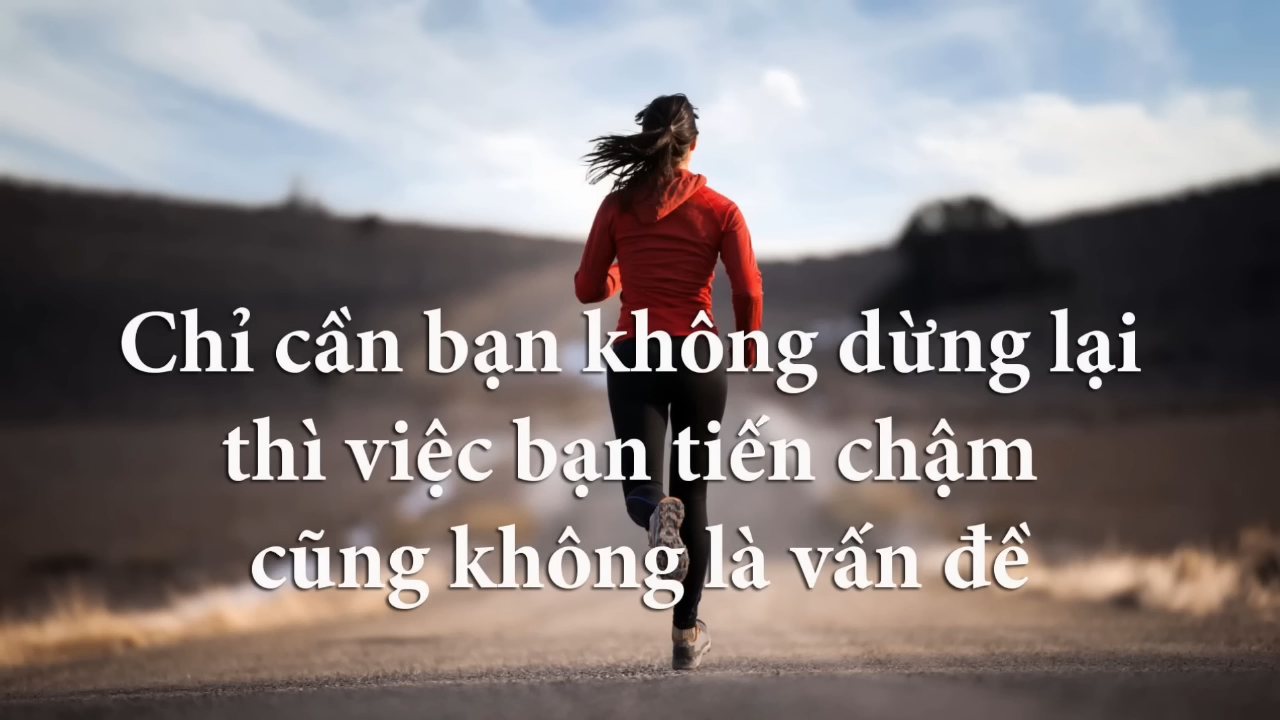 Chỉ cần bạn không dừng lại
thì việc bạn tiến chậm
cũng không là vấn đề